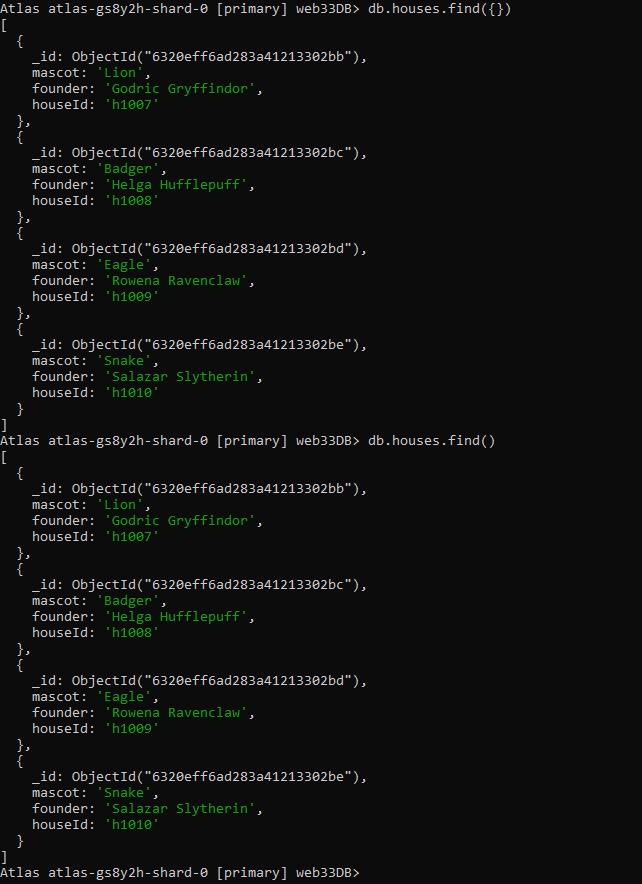 Atlas atlas-gs8y2h-shard-0 [primary] web33DB> db.houses.find({})
[
  {
    _id: ObjectId("6320eff6ad283a41213302bb"),
    mascot: 'Lion',
    founder: 'Godric Gryffindor',
    houseId: 'h1007'
  },
  {
    _id: ObjectId("6320eff6ad283a41213302bc"),
    mascot: 'Badger',
    founder: 'Helga Hufflepuff',
    houseId: 'h1008'
  },
  {
    _id: ObjectId("6320eff6ad283a41213302bd"),
    mascot: 'Eagle',
    founder: 'Rowena Ravenclaw',
    houseId: 'h1009'
  },
  {
    _id: ObjectId("6320eff6ad283a41213302be"),
    mascot: 'Snake',
    founder: 'Salazar Slytherin',
    houseId: 'h1010'
  }
]
Atlas atlas-gs8y2h-shard-0 [primary] web33DB> db.houses.find()
[
  {
    _id: ObjectId("6320eff6ad283a41213302bb"),
    mascot: 'Lion',
    founder: 'Godric Gryffindor',
    houseId: 'h1007'
  },
  {
    _id: ObjectId("6320eff6ad283a41213302bc"),
    mascot: 'Badger',
    founder: 'Helga Hufflepuff',
    houseId: 'h1008'
  },
  {
    _id: ObjectId("6320eff6ad283a41213302bd"),
    mascot: 'Eagle',
    founder: 'Rowena Ravenclaw',
    houseId: 'h1009'
  },
  {
    _id: ObjectId("6320eff6ad283a41213302be"),
    mascot: 'Snake',
    founder: 'Salazar Slytherin',
    houseId: 'h1010'
  }
]
Atlas atlas-gs8y2h-shard-0 [primary] web33DB>